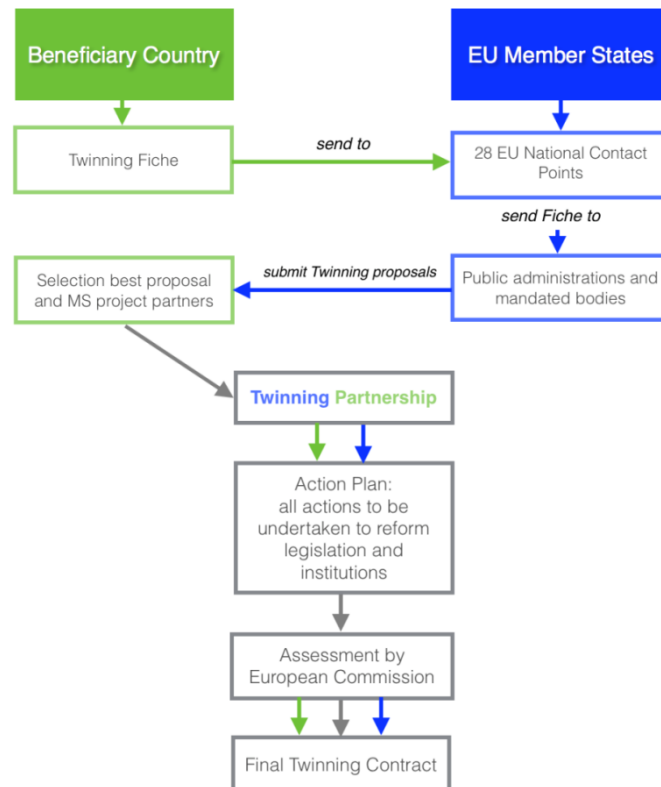 Beneficiary Country
EU Member States
Twinning Fiche
send to
28 EU National Contact
Points
send Fiche to
Selection best proposal
and MS project partners
submit Twinning proposals
Public administrations and
mandated bodies
Twinning Partnership
Action Plan:
all actions to be
undertaken to reform
legislation and
institutions
Assessment by
European Commission
Final Twinning Contract